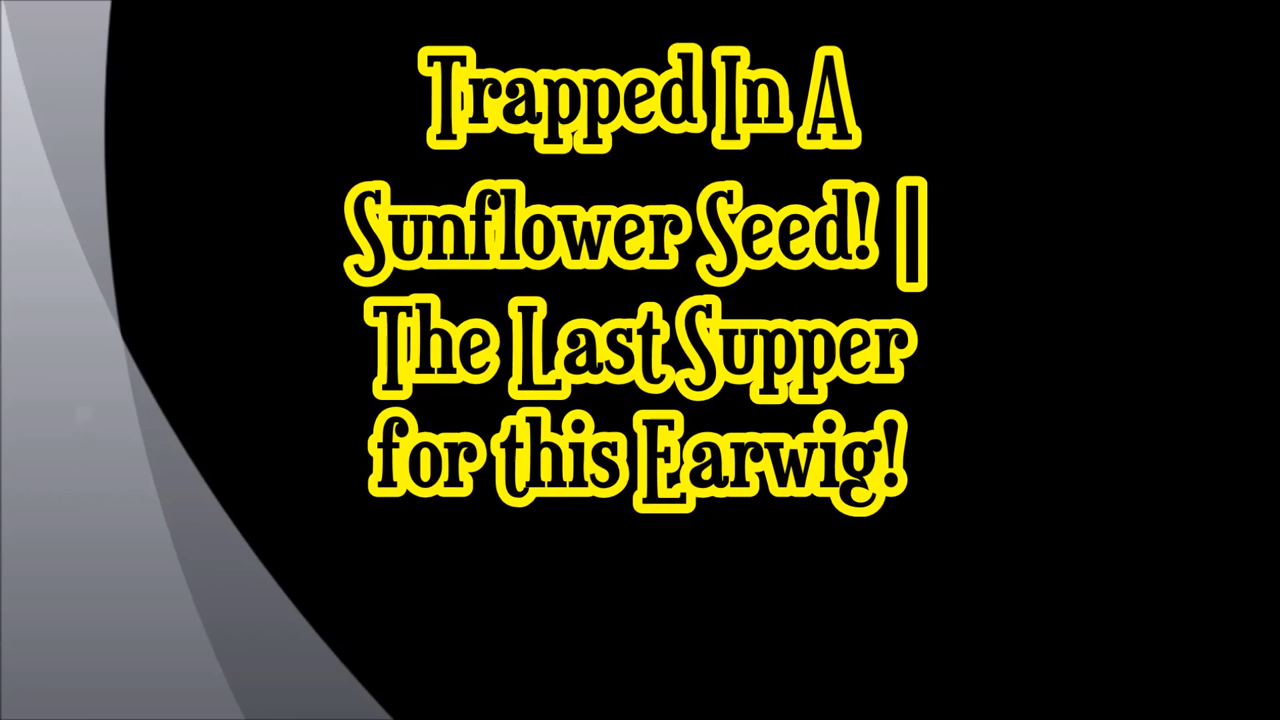 Trapped In A
Sunflower Seed! |
The Last Supper
for this Earwig!